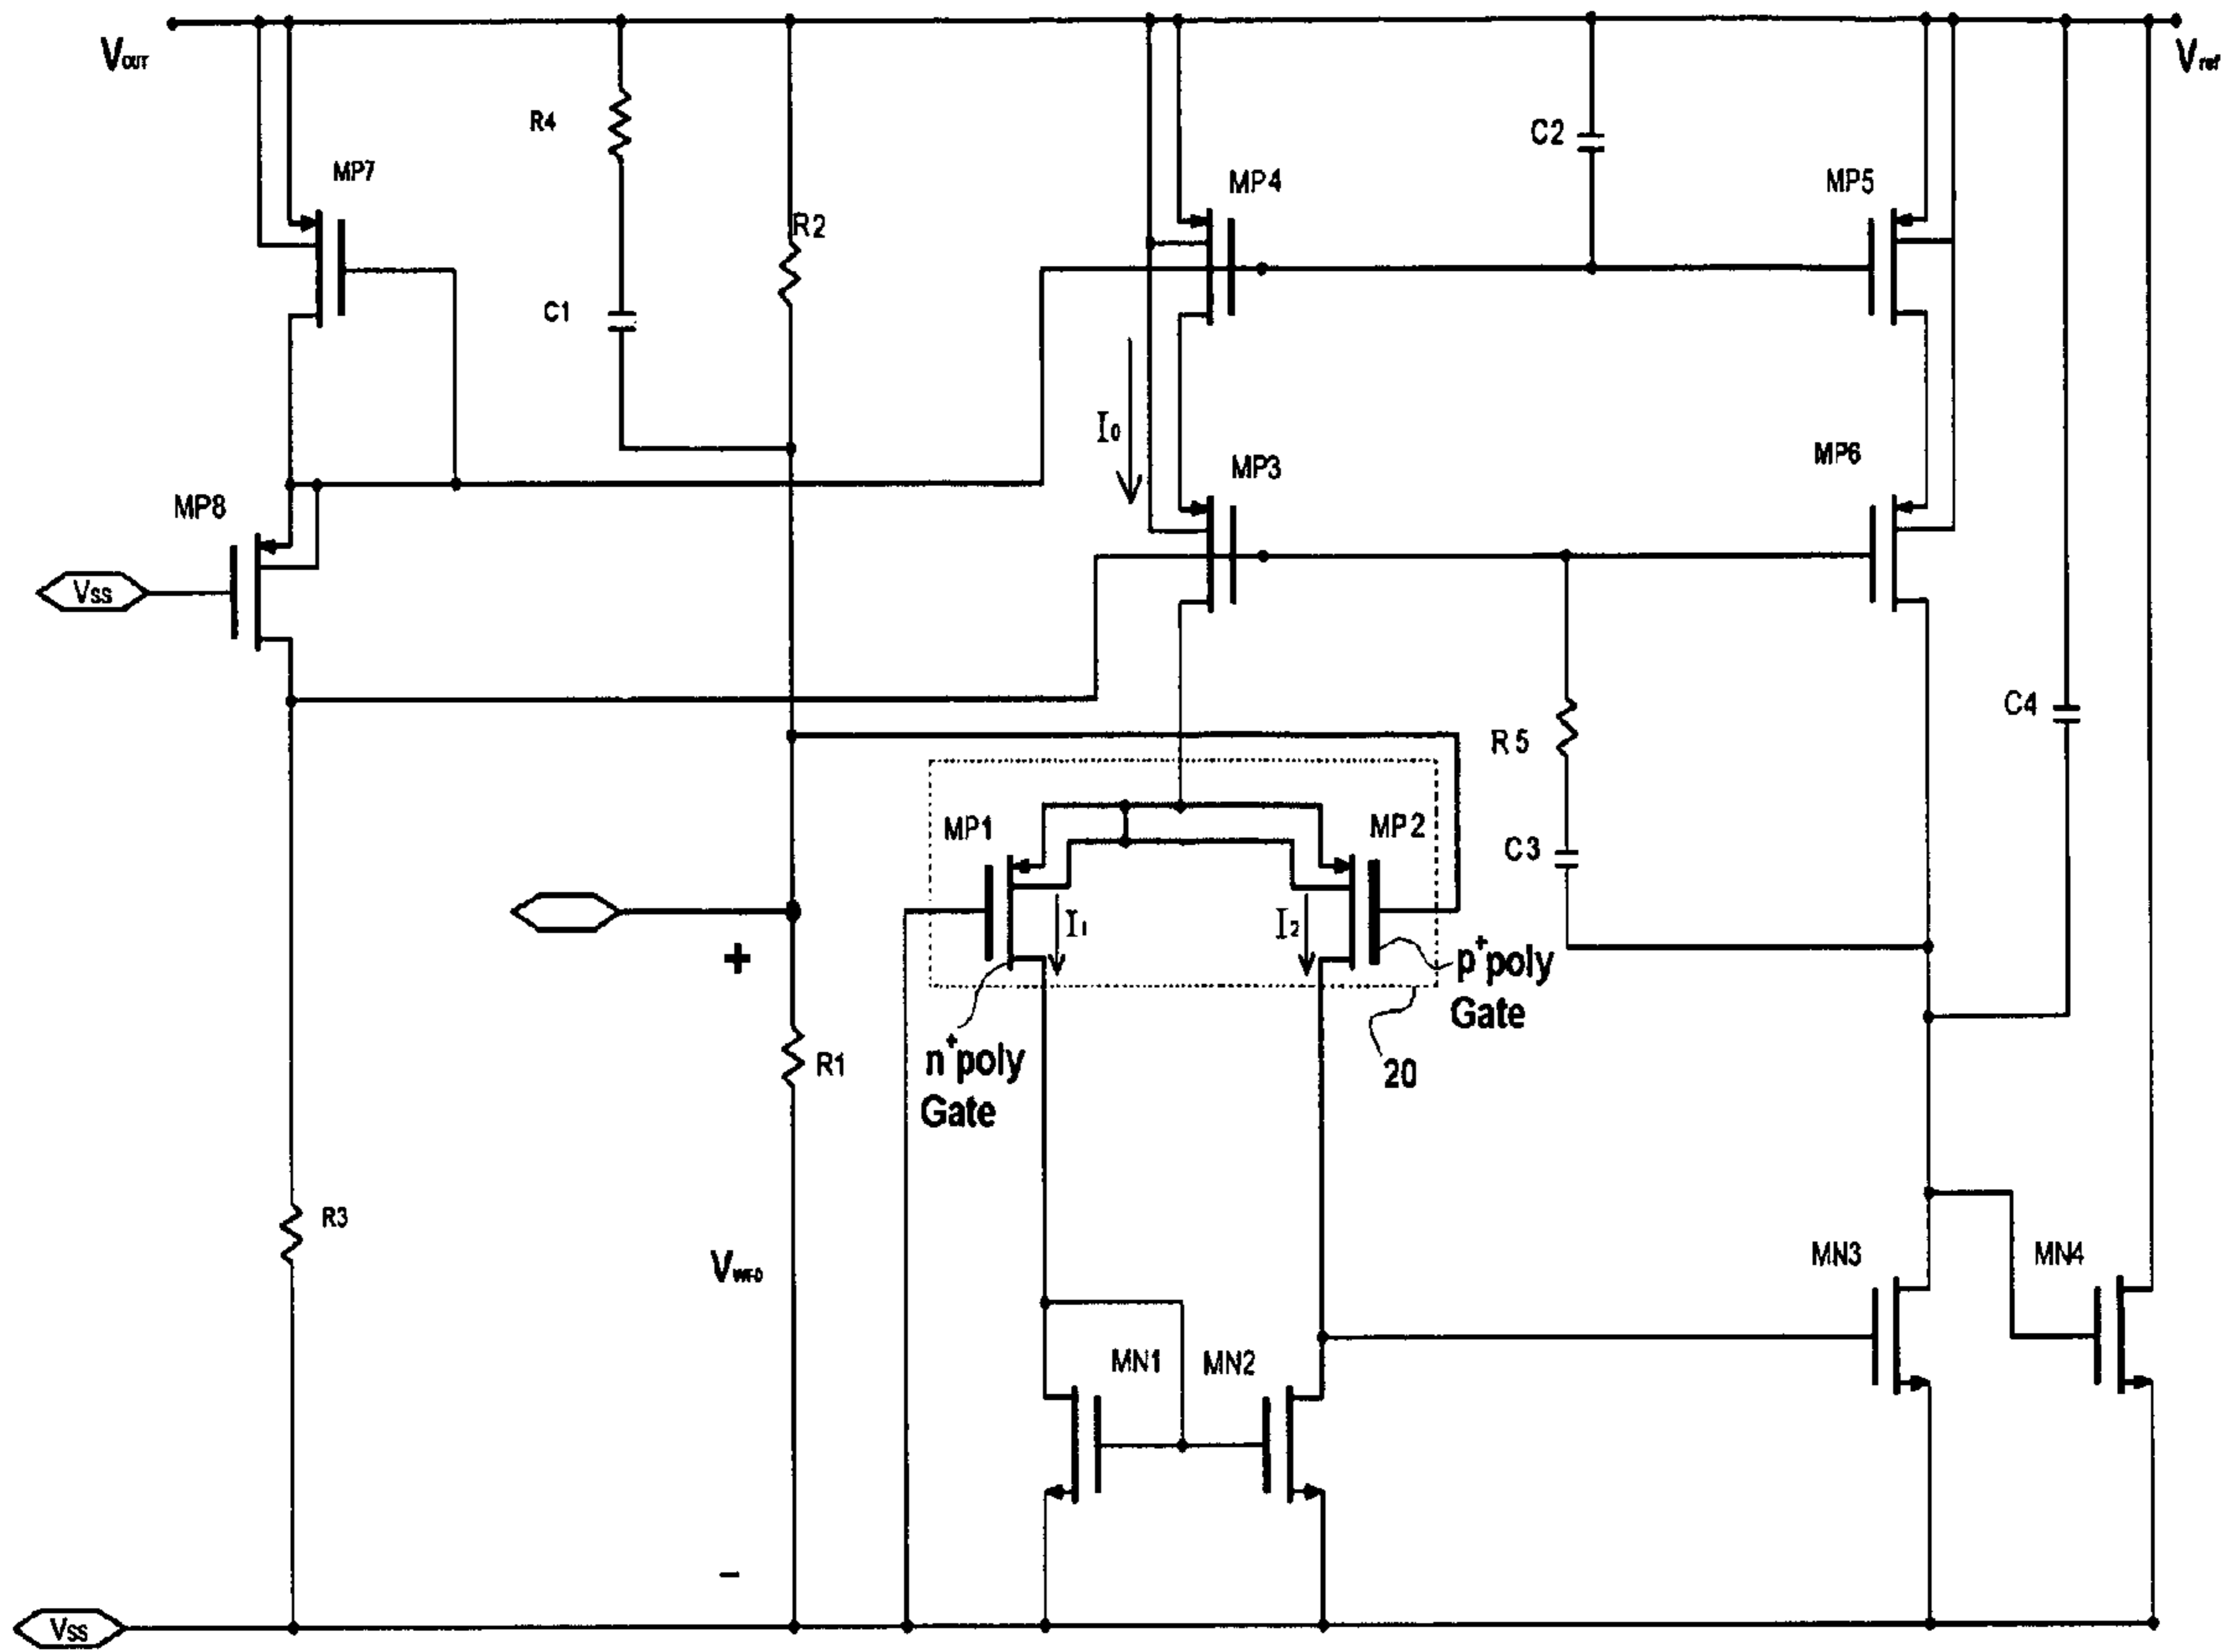 VOUT
Vref
R4
C2
MP7
MP4
MP5
R2
C1
I0
MP3
MP6
MP8
VSS
C4
R5
MP1
MP2
C3
I1
I2
+
p+poly
Gate
n+poly
Gate
20
R1
R3
MN3
MN4
MN1
MN2
−
VSS